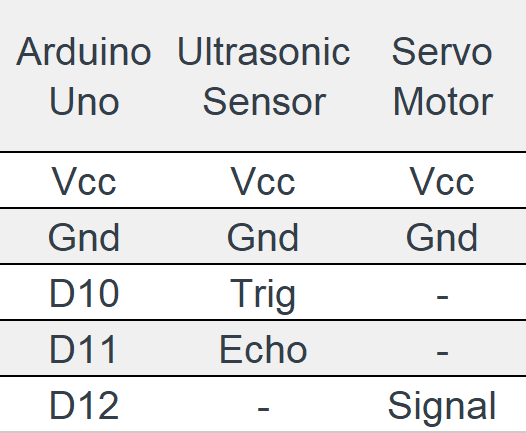 Arduino Uno Ultrasonic Sensor Servo Motor
Vcc Vcc Vcc
Gnd Gnd Gnd
D10 Trig -
D11 Echo -
D12 - Signal